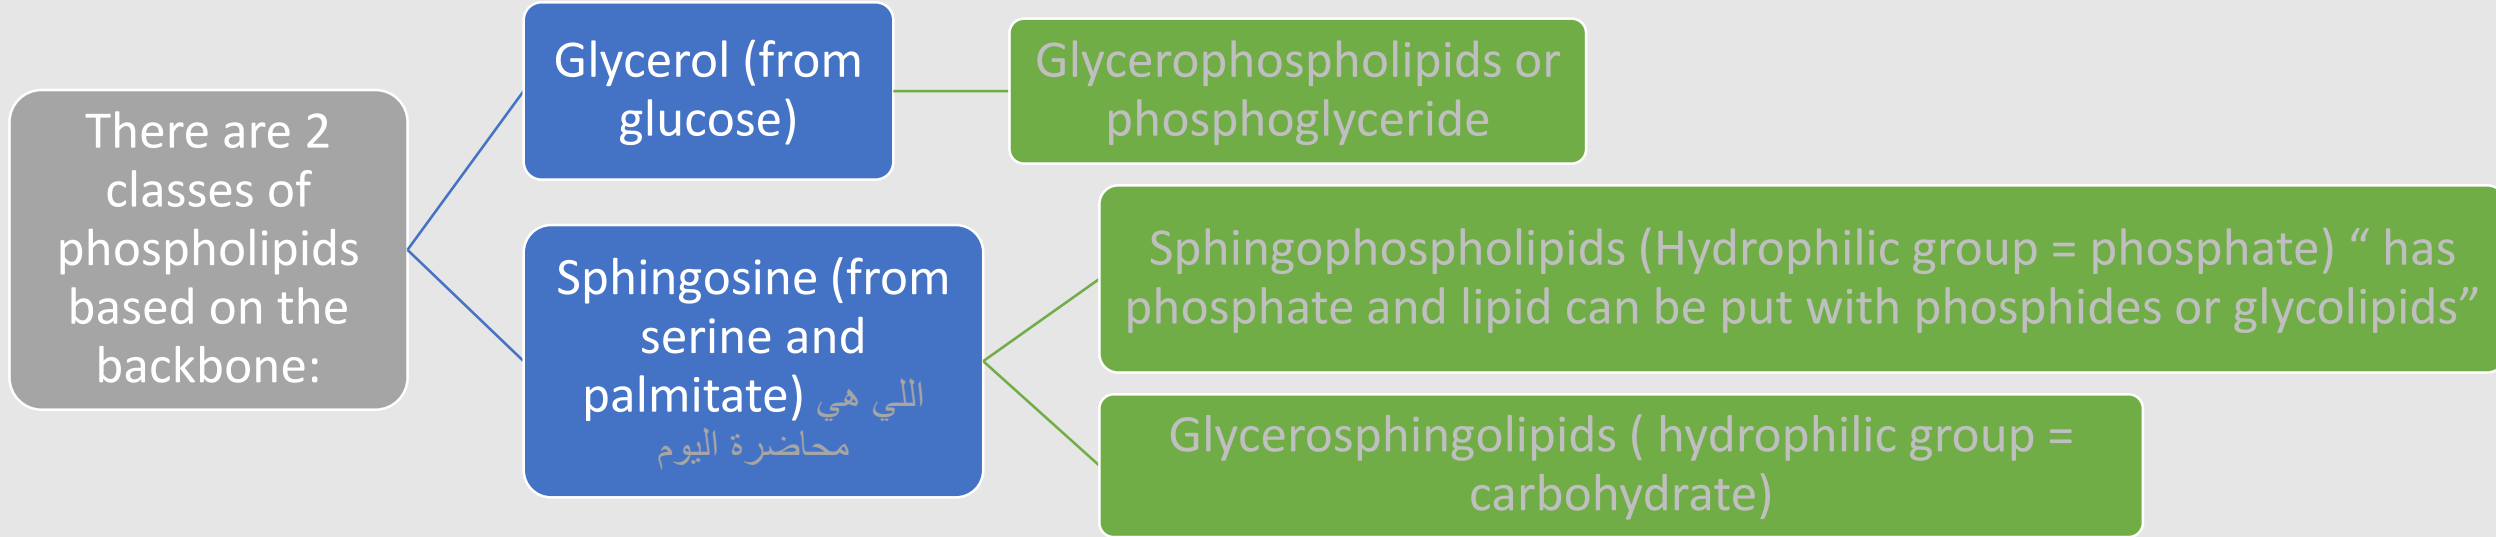 There are 2
classes of
phospholipids
based on the
backbone:
Glycerol (from
glucose)
Glycerophospholipids or
phosphoglyceride
Sphingosine (from
serine and
palmitate) اللي هي
محاضرة اليوم
Sphingophospholipids (Hydrophilic group = phosphate) “ has
phosphate and lipid can be put with phosphides or glycolipids”
Glycerosphingolipids ( hydrophilic group =
carbohydrate)